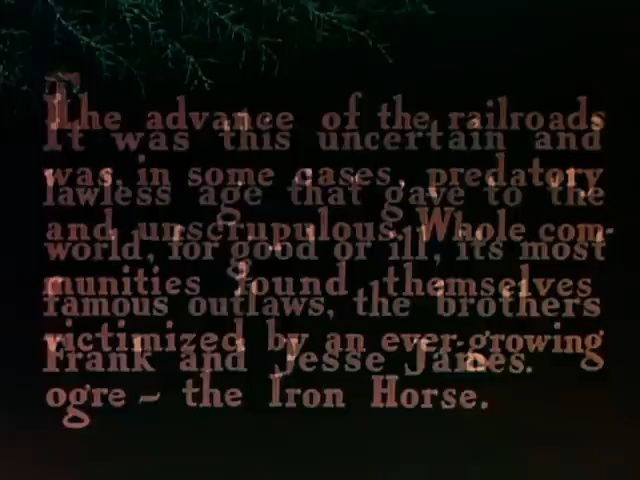 The advance of the railroads
was, in some cases, predatory
and unscrupulous. Whole com-
munities found themselves
victimized by an ever-growing
ogre - the Iron Horse.
It was this uncertain and
lawless age that gave to the
world, for good or ill, its most
famous outlaws, the brothers
Frank and Jesse James.